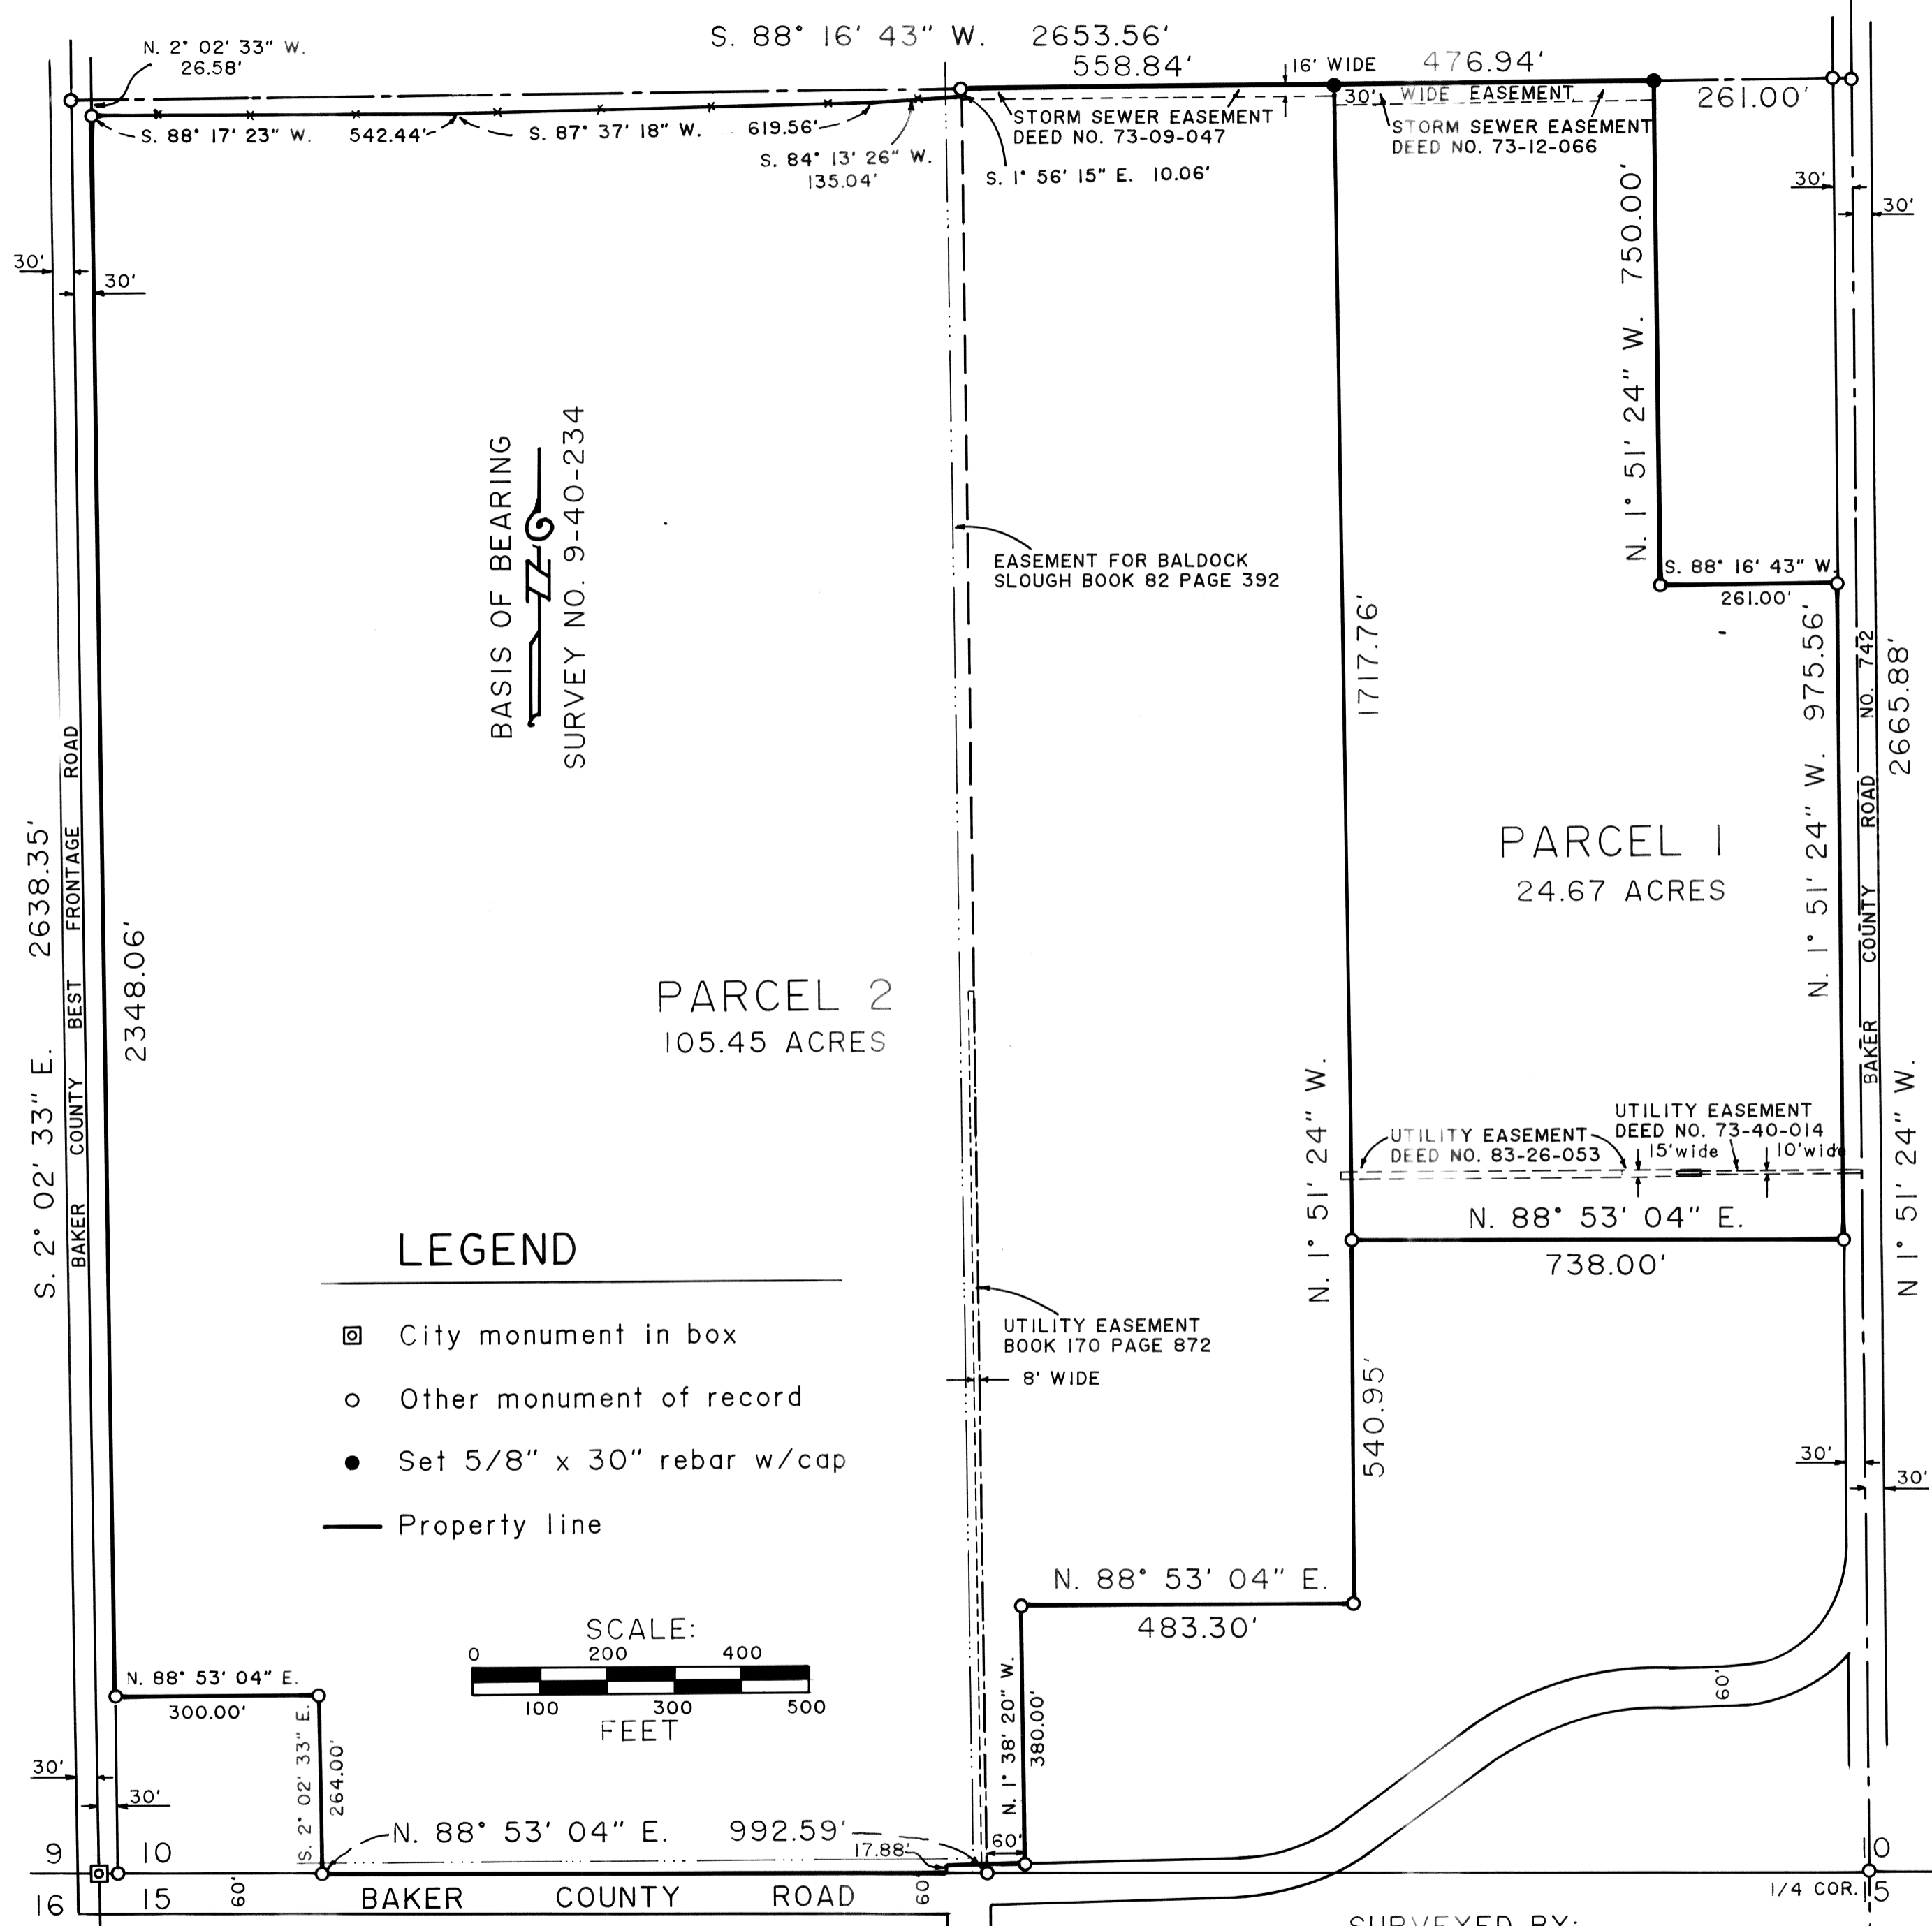 S. 88° 16' 43" W. 2653.56'
558.84'
16' WIDE
476.94'
N. 2° 02' 33" W.
26.58'
30' WIDE EASEMENT
261.00'
S. 88° 17' 23" W. 542.44'
S. 87° 37' 18" W. 619.56'
S. 84° 13' 26" W.
135.04'
STORM SEWER EASEMENT
DEED NO. 73-09-047
S. 1° 56' 15" E. 10.06'
STORM SEWER EASEMENT
DEED NO. 73-12-066
30'
30'
30'
30'
N. 1° 51' 24" W. 750.00'
S. 88° 16' 43" W.
261.00'
BASIS OF BEARING
SURVEY NO. 9-40-234
EASEMENT FOR BALDOCK
SLOUGH BOOK 82 PAGE 392
1717.76'
N. 1° 51' 24" W. 975.56'
BAKER COUNTY ROAD NO. 742
2665.88'
N 1° 51' 24" W.
PARCEL 1
24.67 ACRES
S. 2° 02' 33" E. 2638.35'
BAKER COUNTY BEST FRONTAGE ROAD
2348.06'
PARCEL 2
105.45 ACRES
N. 1° 51' 24" W.
UTILITY EASEMENT
DEED NO. 83-26-053
UTILITY EASEMENT
DEED NO. 73-40-014
15'wide
10'wide
N. 88° 53' 04" E.
738.00'
LEGEND
City monument in box
Other monument of record
Set 5/8" x 30" rebar w/cap
Property line
UTILITY EASEMENT
BOOK 170 PAGE 872
8' WIDE
540.95'
30'
30'
N. 88° 53' 04" E.
483.30'
SCALE:
0 200 400
100 300 500
FEET
N. 88° 53' 04" E.
300.00'
S. 2° 02' 33" E.
264.00'
N. 1° 38' 20" W.
380.00'
60'
30'
30'
N. 88° 53' 04" E. 992.59'
17.88'
60'
9 10
16 15
60'
BAKER COUNTY ROAD
60'
10
1/4 COR. 15
SURVEYED BY: